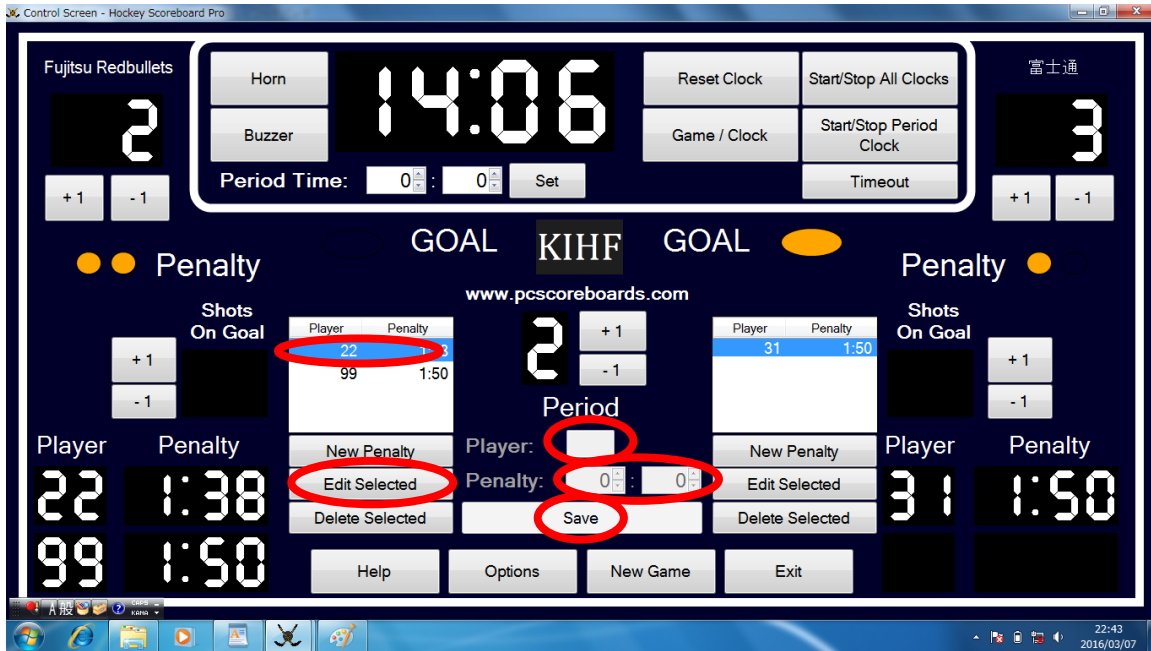 Control Screen - Hockey Scoreboard Pro
Fujitsu Redbullets
2
+ 1
- 1
Horn
Buzzer
14:06
Reset Clock
Start/Stop All Clocks
Game / Clock
Start/Stop Period Clock
Timeout
Period Time:
0 : 0
Set
富士通
3
+ 1
- 1
Penalty
GOAL
KIHF
GOAL
Penalty
www.pcscoreboards.com
Shots
On Goal
+ 1
- 1
Player Penalty
22
99 1:50
2
+ 1
- 1
Period
Player Penalty
31 1:50
Shots
On Goal
+ 1
- 1
Player Penalty
22 1:38
99 1:50
New Penalty
Edit Selected
Delete Selected
Player:
Penalty: 0 : 0
Save
New Penalty
Edit Selected
Delete Selected
Player Penalty
31 1:50
Help
Options
New Game
Exit
A 般
CAPS
KANA
22:43
2016/03/07